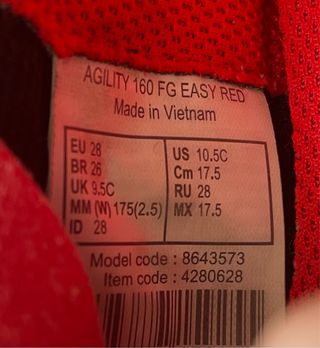 AGILITY 160 FG EASY RED
Made in Vietnam
EU 28
BR 26
UK 9.5C
MM (W) 175(2.5)
ID 28
US 10.5C
Cm 17.5
RU 28
MX 17.5
Model code : 8643573
Item code : 4280628